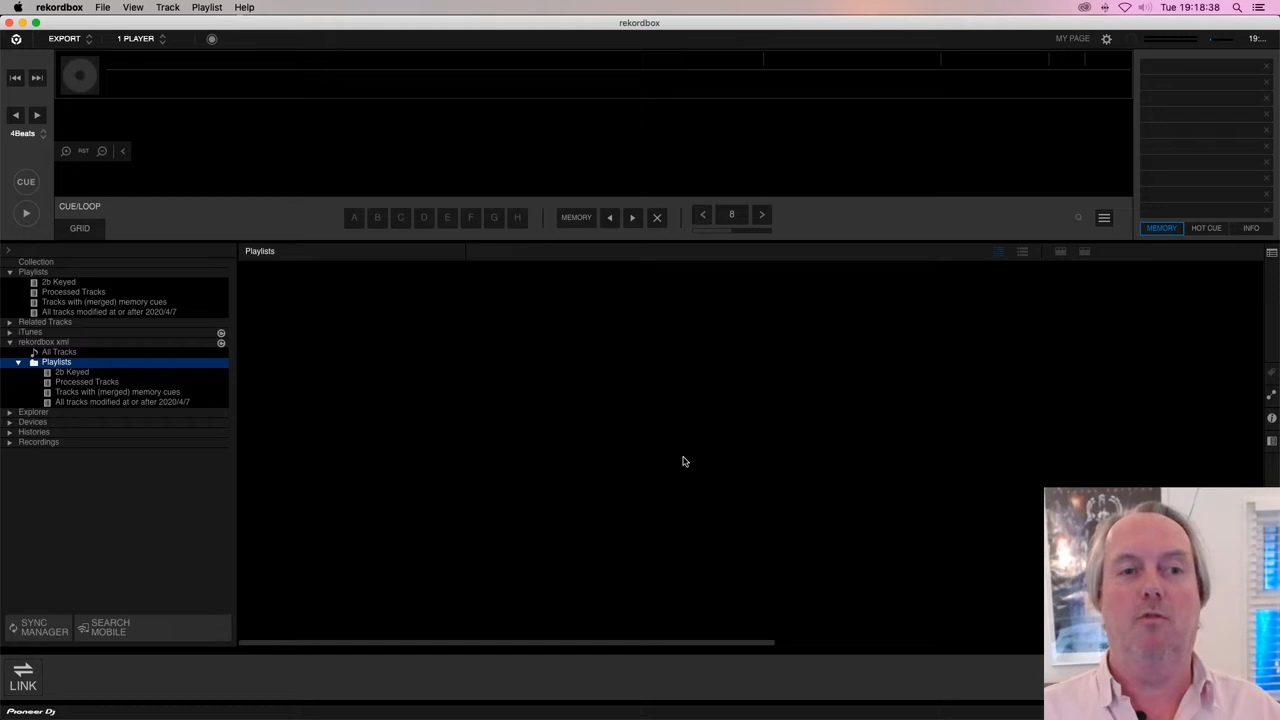 rekordbox File View Track Playlist Help
Tue 19:18:38
rekordbox
EXPORT
1 PLAYER
MY PAGE
19:...
4Beats
RST
CUE
CUE/LOOP
GRID
A B C D E F G H
MEMORY
8
MEMORY HOT CUE INFO
Collection
Playlists
2b Keyed
Processed Tracks
Tracks with (merged) memory cues
All tracks modified at or after 2020/4/7
Related Tracks
iTunes
rekordbox xml
All Tracks
Playlists
2b Keyed
Processed Tracks
Tracks with (merged) memory cues
All tracks modified at or after 2020/4/7
Explorer
Devices
Histories
Recordings
Playlists
SYNC
MANAGER
SEARCH
MOBILE
LINK
Pioneer Dj